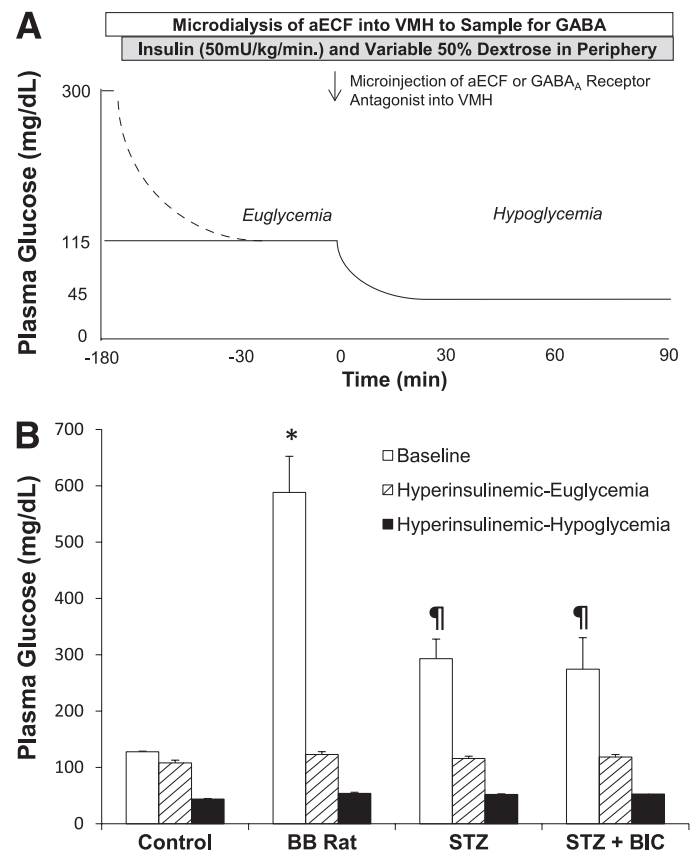 A
Microdialysis of aECF into VMH to Sample for GABA
Insulin (50mU/kg/min.) and Variable 50% Dextrose in Periphery
Microinjection of aECF or GABAA Receptor
Antagonist into VMH
Plasma Glucose (mg/dL)
300
115
45
0
Euglycemia
Hypoglycemia
-180
-30
0
30
60
90
Time (min)
B
Plasma Glucose (mg/dL)
700
600
500
400
300
200
100
0
*
¶
¶
Baseline
Hyperinsulinemic-Euglycemia
Hyperinsulinemic-Hypoglycemia
Control
BB Rat
STZ
STZ + BIC